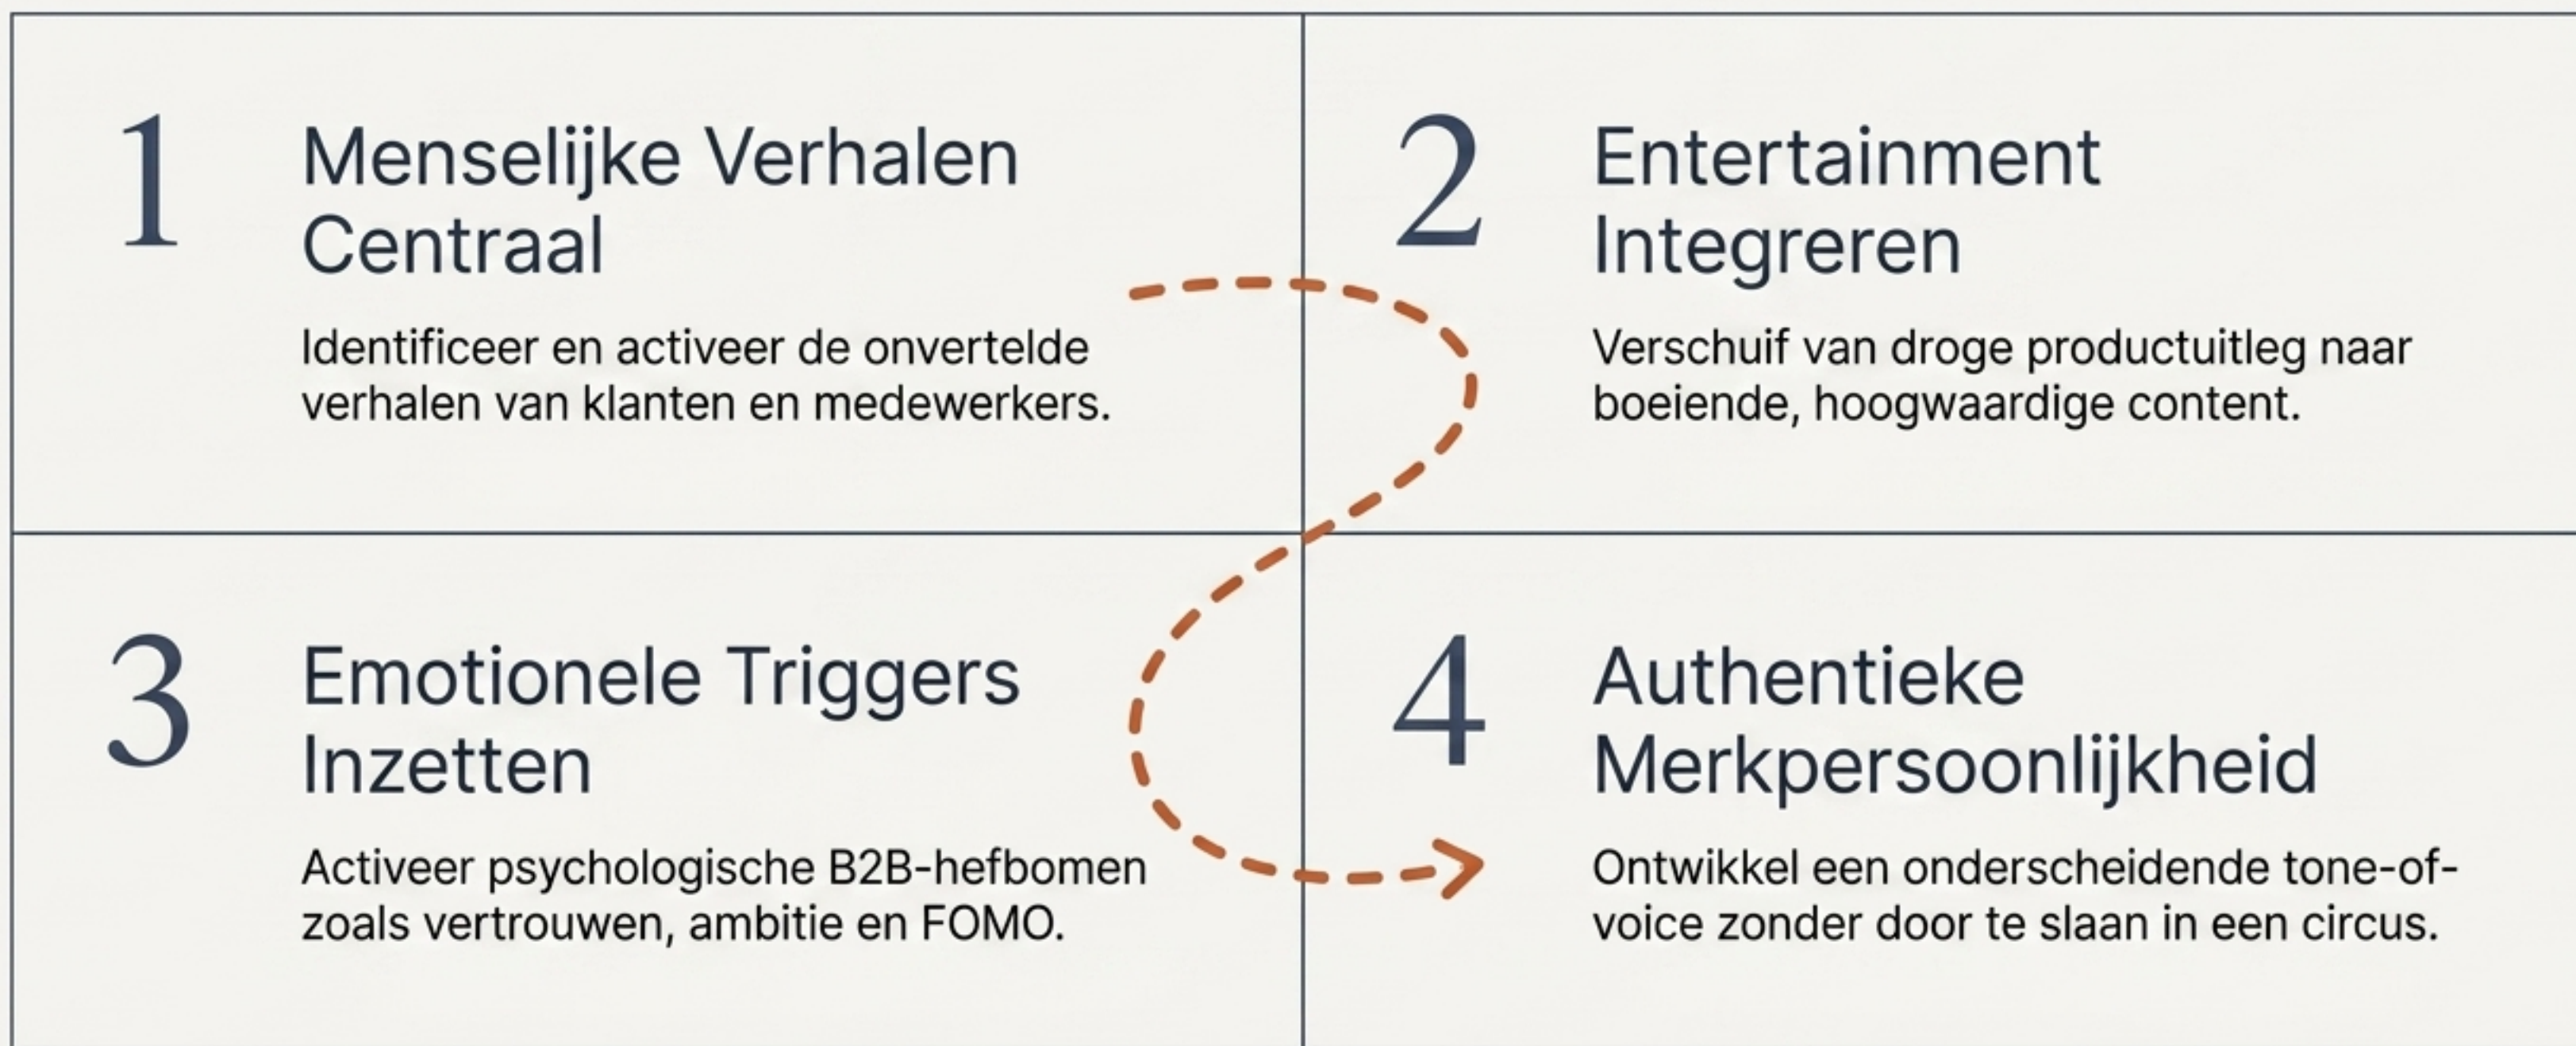 1
Menselijke Verhalen
Centraal
Identificeer en activeer de onvertelde
verhalen van klanten en medewerkers.
2
Entertainment
Integreren
Verschuif van droge productuitleg naar
boeiende, hoogwaardige content.
3
Emotionele Triggers
Inzetten
Activeer psychologische B2B-hefbomen
zoals vertrouwen, ambitie en FOMO.
4
Authentieke
Merkpersoonlijkheid
Ontwikkel een onderscheidende tone-of-
voice zonder door te slaan in een circus.